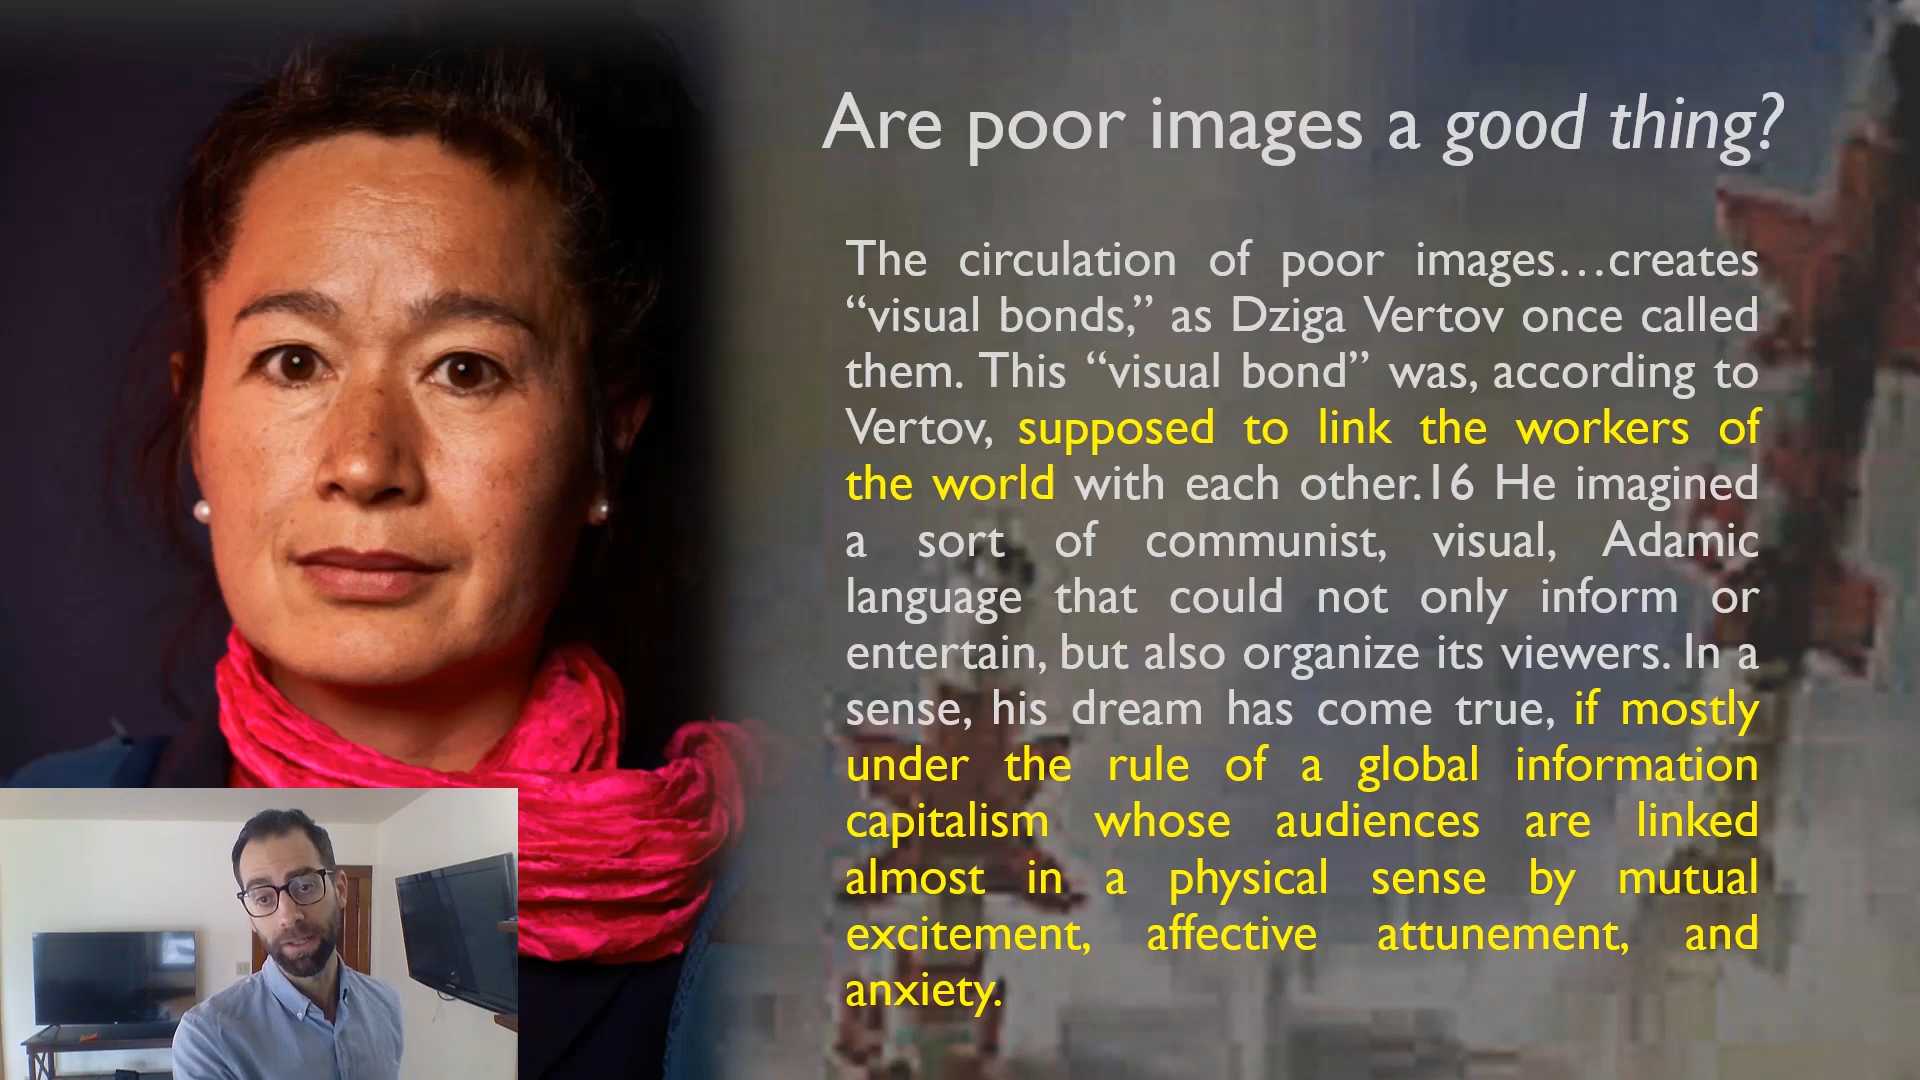 Are poor images a good thing?
The circulation of poor images…creates
“visual bonds,” as Dziga Vertov once called
them. This “visual bond” was, according to
Vertov, supposed to link the workers of
the world with each other.16 He imagined
a sort of communist, visual, Adamic
language that could not only inform or
entertain, but also organize its viewers. In a
sense, his dream has come true, if mostly
under the rule of a global information
capitalism whose audiences are linked
almost in a physical sense by mutual
excitement, affective attunement, and
anxiety.